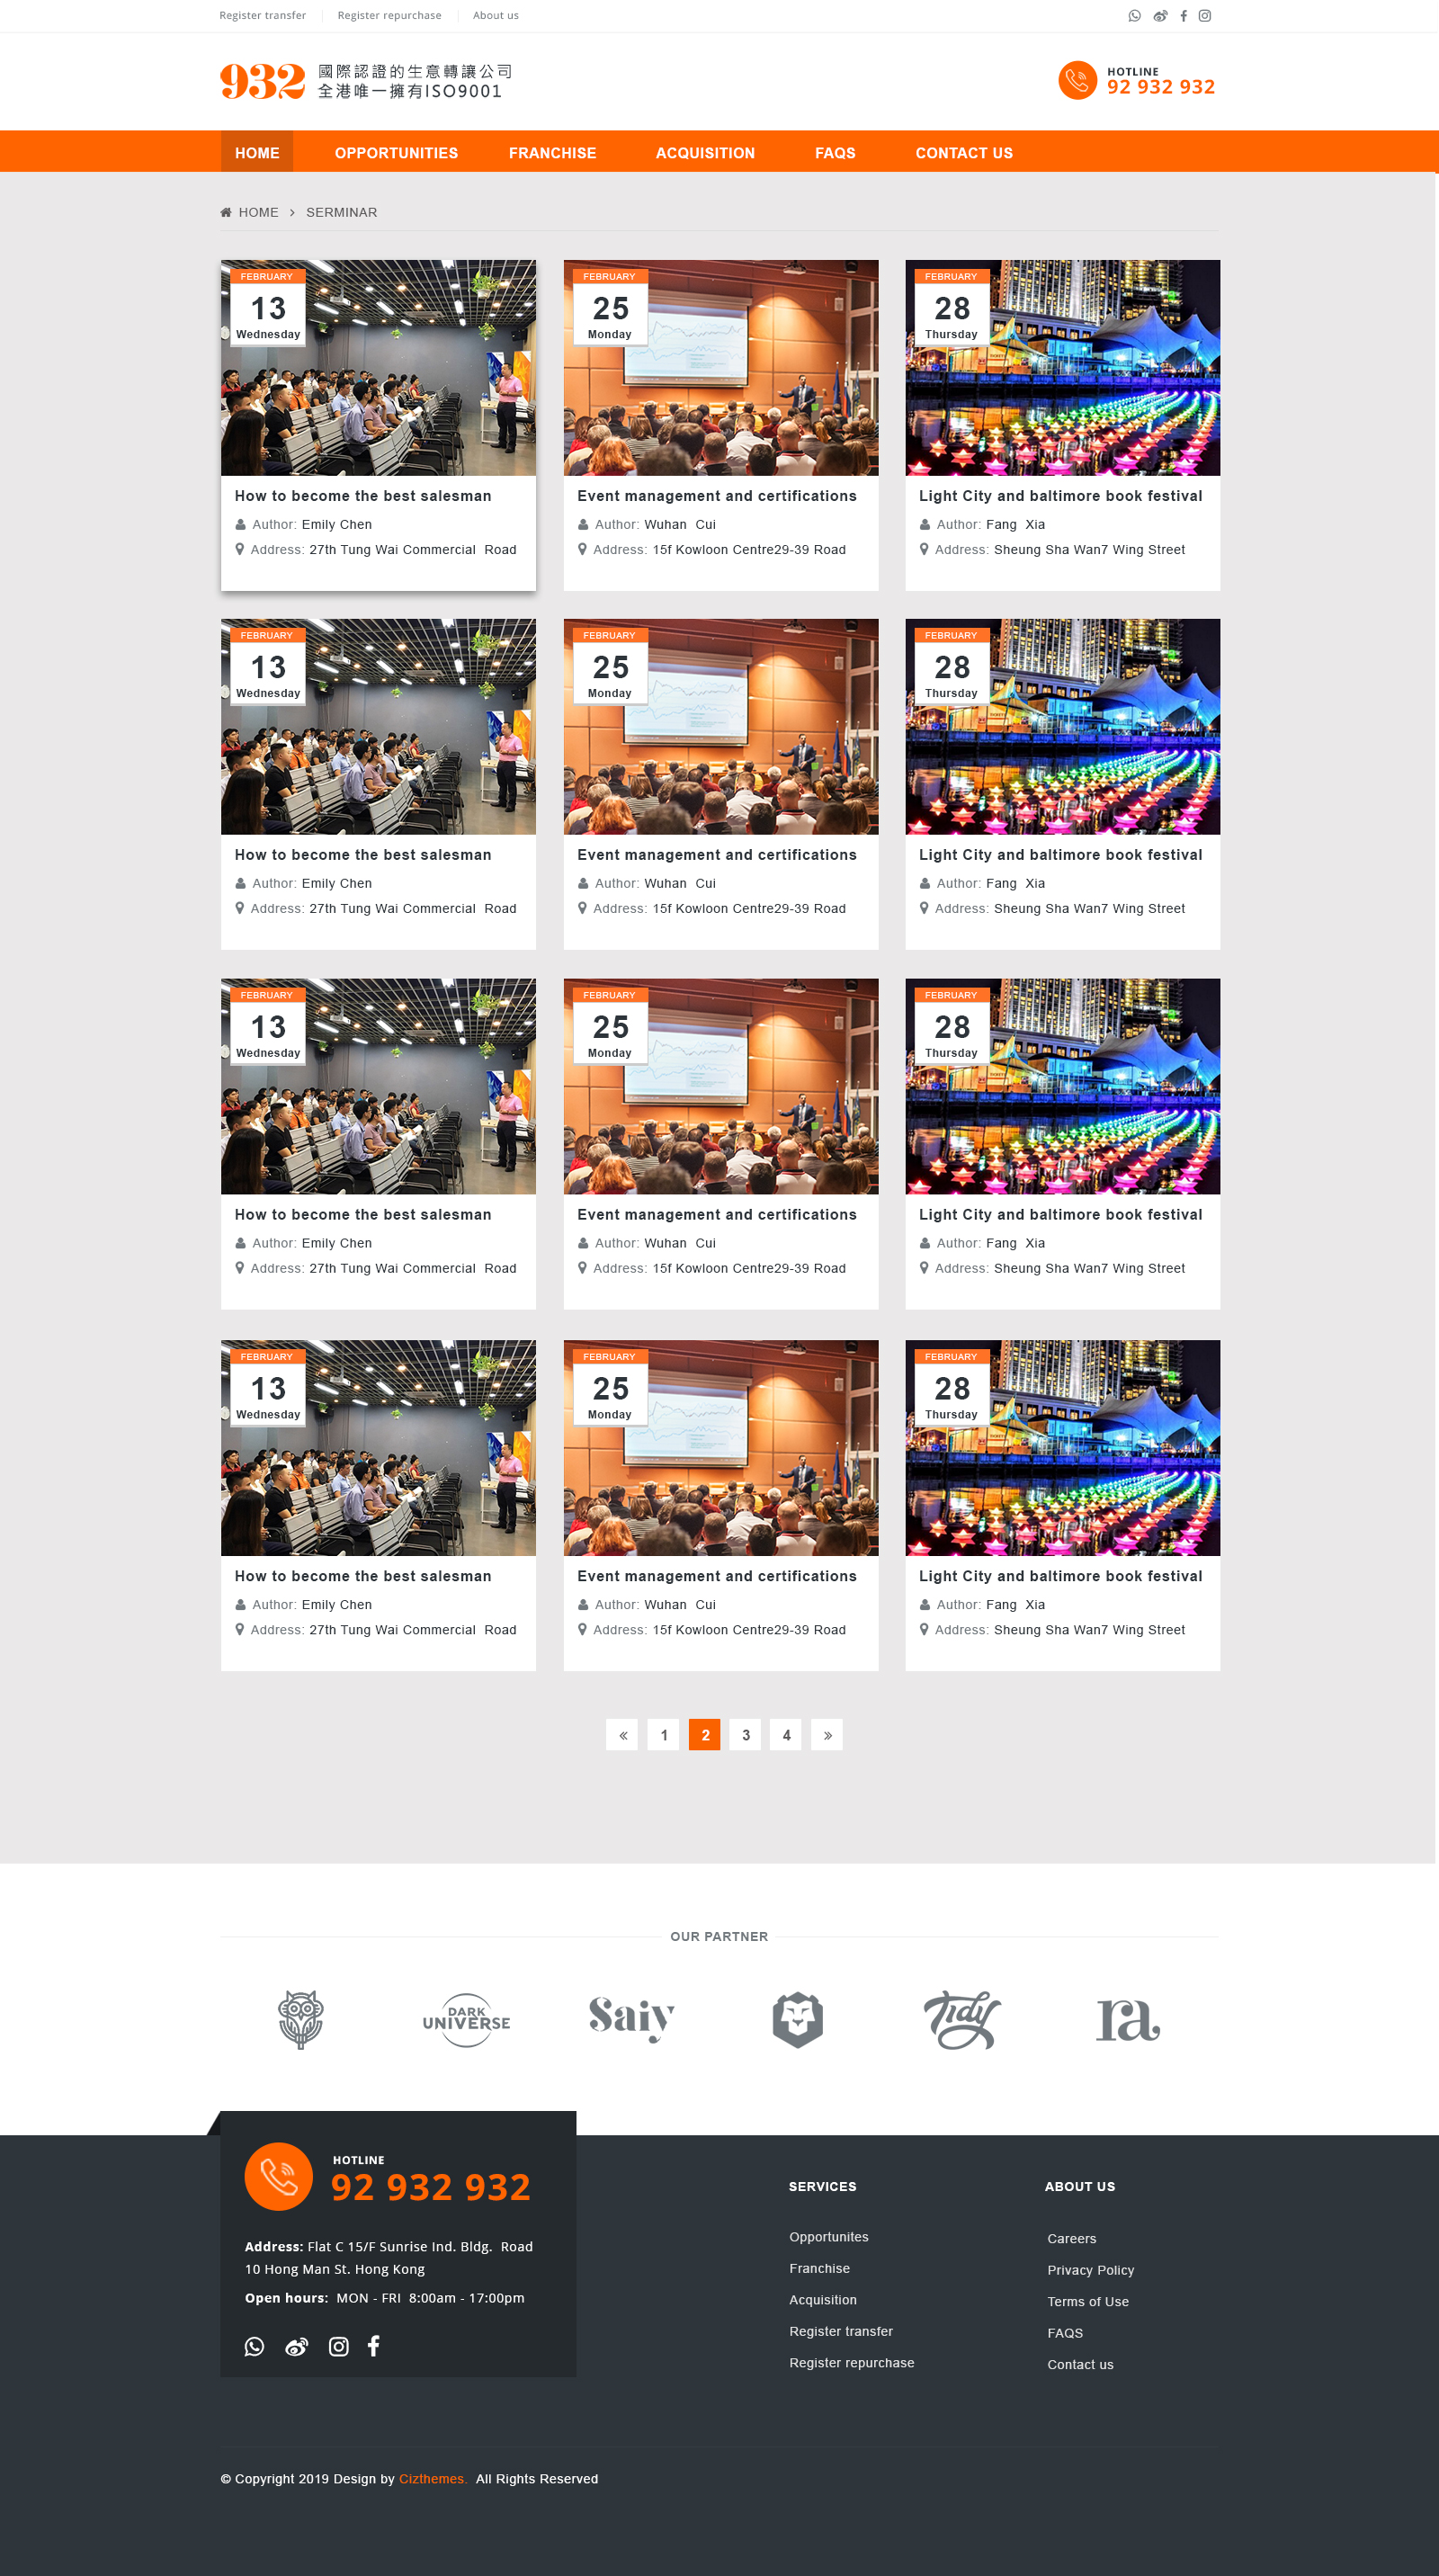 Register transfer
Register repurchase
About us
932 國際認證的生意轉讓公司
全港唯一擁有ISO9001
HOTLINE
92 932 932
HOME
OPPORTUNITIES
FRANCHISE
ACQUISITION
FAQS
CONTACT US
HOME > SERMINAR
FEBRUARY
13
Wednesday
How to become the best salesman
Author: Emily Chen
Address: 27th Tung Wai Commercial Road
FEBRUARY
25
Monday
Event management and certifications
Author: Wuhan Cui
Address: 15f Kowloon Centre29-39 Road
FEBRUARY
28
Thursday
Light City and baltimore book festival
Author: Fang Xia
Address: Sheung Sha Wan7 Wing Street
FEBRUARY
13
Wednesday
How to become the best salesman
Author: Emily Chen
Address: 27th Tung Wai Commercial Road
FEBRUARY
25
Monday
Event management and certifications
Author: Wuhan Cui
Address: 15f Kowloon Centre29-39 Road
FEBRUARY
28
Thursday
Light City and baltimore book festival
Author: Fang Xia
Address: Sheung Sha Wan7 Wing Street
FEBRUARY
13
Wednesday
How to become the best salesman
Author: Emily Chen
Address: 27th Tung Wai Commercial Road
FEBRUARY
25
Monday
Event management and certifications
Author: Wuhan Cui
Address: 15f Kowloon Centre29-39 Road
FEBRUARY
28
Thursday
Light City and baltimore book festival
Author: Fang Xia
Address: Sheung Sha Wan7 Wing Street
FEBRUARY
13
Wednesday
How to become the best salesman
Author: Emily Chen
Address: 27th Tung Wai Commercial Road
FEBRUARY
25
Monday
Event management and certifications
Author: Wuhan Cui
Address: 15f Kowloon Centre29-39 Road
FEBRUARY
28
Thursday
Light City and baltimore book festival
Author: Fang Xia
Address: Sheung Sha Wan7 Wing Street
« 1 2 3 4 »
OUR PARTNER
DARK
UNIVERSE
Saiy
Tidy
ra
HOTLINE
92 932 932
Address: Flat C 15/F Sunrise Ind. Bldg. Road
10 Hong Man St. Hong Kong
Open hours: MON - FRI 8:00am - 17:00pm
SERVICES
Opportunites
Franchise
Acquisition
Register transfer
Register repurchase
ABOUT US
Careers
Privacy Policy
Terms of Use
FAQS
Contact us
© Copyright 2019 Design by Cizthemes. All Rights Reserved